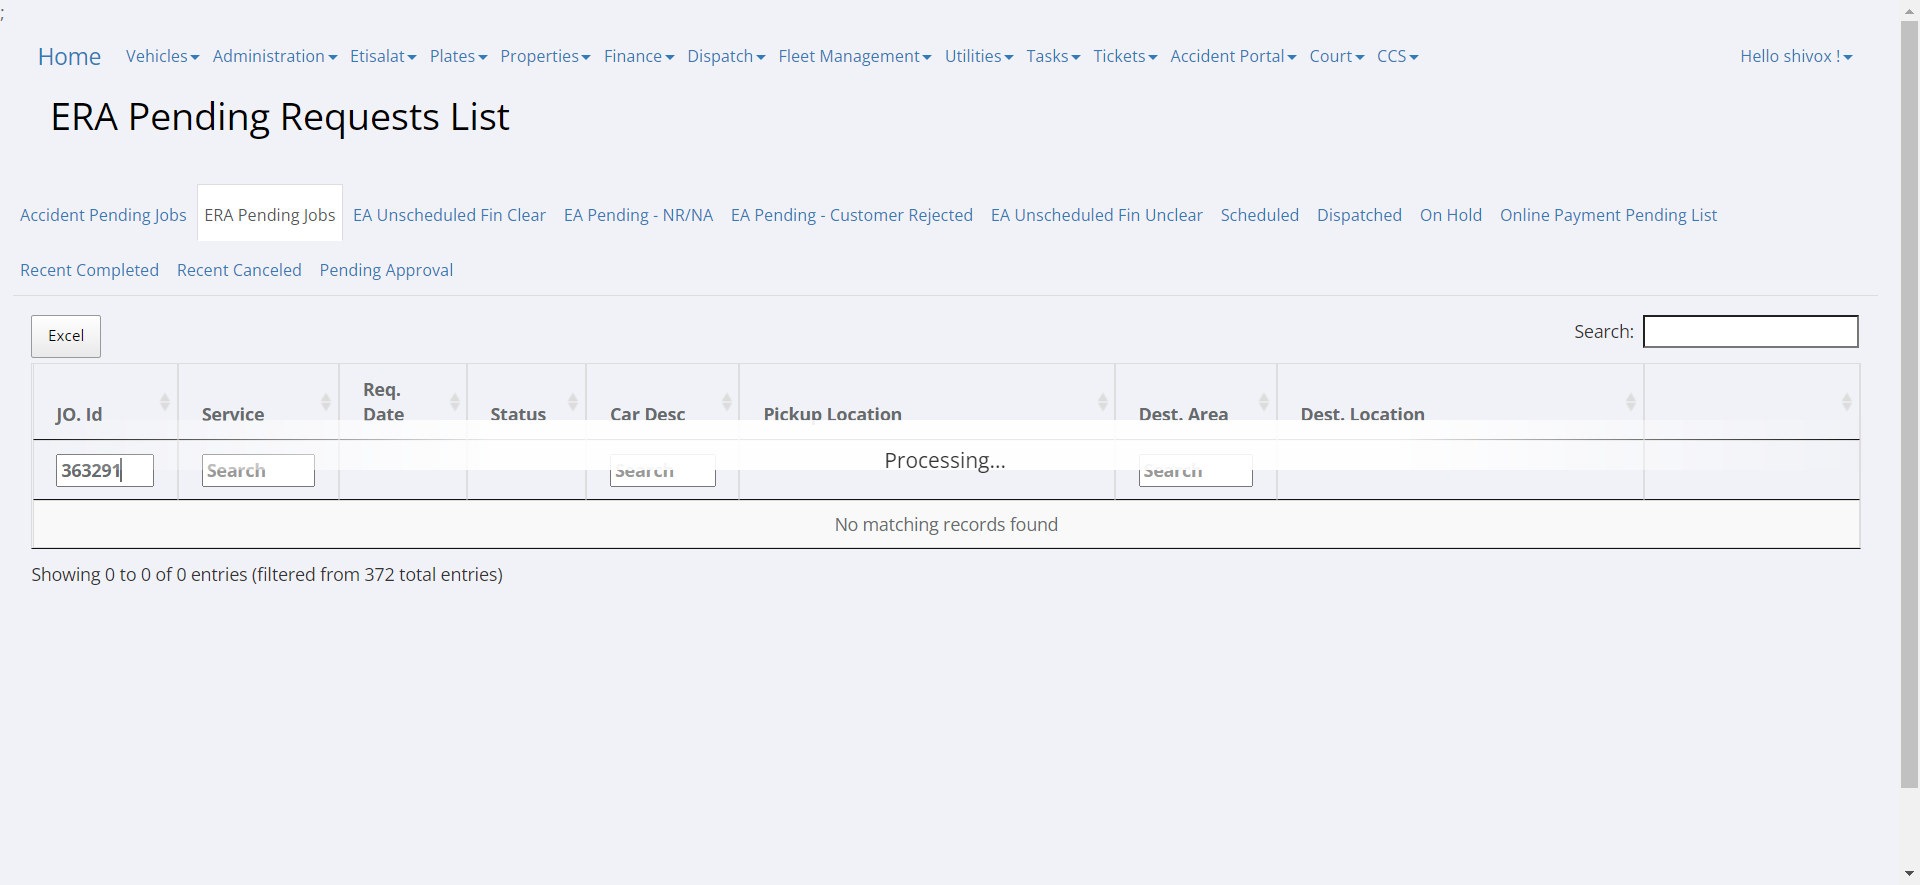 ;
Home Vehicles Administration Etisalat Plates Properties Finance Dispatch Fleet Management Utilities Tasks Tickets Accident Portal Court CCS Hello shivox !
ERA Pending Requests List
Accident Pending Jobs ERA Pending Jobs EA Unscheduled Fin Clear EA Pending - NR/NA EA Pending - Customer Rejected EA Unscheduled Fin Unclear Scheduled Dispatched On Hold Online Payment Pending List
Recent Completed Recent Canceled Pending Approval
Excel Search:
JO. Id Service Req. Date Status Car Desc Pickup Location Dest. Area Dest. Location
363291 Search Search Processing... Search
No matching records found
Showing 0 to 0 of 0 entries (filtered from 372 total entries)